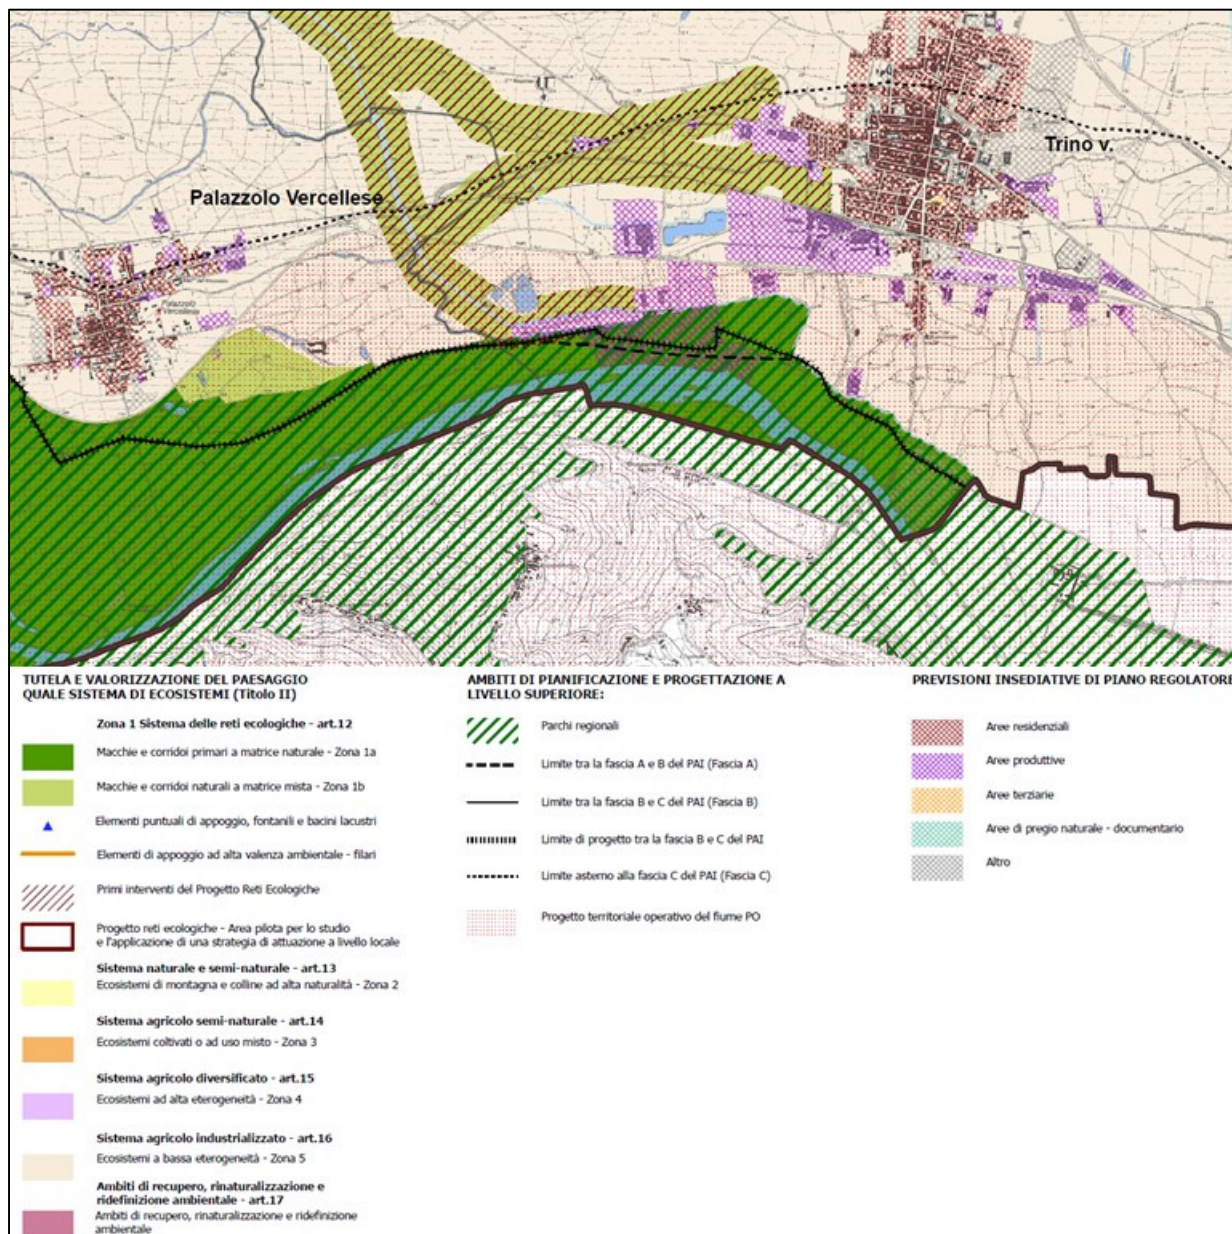 Trino v.
Palazzolo Vercellese
Palazzolo
Vercellese
TUTELA E VALORIZZAZIONE DEL PAESAGGIO
QUALE SISTEMA DI ECOSISTEMI (Titolo II)
Zona 1 Sistema delle reti ecologiche - art.12
Macchie e corridoi primari a matrice naturale - Zona 1a
Macchie e corridoi naturali a matrice mista - Zona 1b
Elementi puntuali di appoggio, fontanili e bacini lacustri
Elementi di appoggio ad alta valenza ambientale - filari
Primi interventi del Progetto Reti Ecologiche
Progetto reti ecologiche - Area pilota per lo studio
e l'applicazione di una strategia di attuazione a livello locale
Sistema naturale e semi-naturale - art.13
Ecosistemi di montagna e colline ad alta naturalità - Zona 2
Sistema agricolo semi-naturale - art.14
Ecosistemi coltivati o ad uso misto - Zona 3
Sistema agricolo diversificato - art.15
Ecosistemi ad alta eterogeneità - Zona 4
Sistema agricolo industrializzato - art.16
Ecosistemi a bassa eterogeneità - Zona 5
Ambiti di recupero, rinaturalizzazione e
ridefinizione ambientale - art.17
Ambiti di recupero, rinaturalizzazione e ridefinizione
ambientale
AMBITI DI PIANIFICAZIONE E PROGETTAZIONE A
LIVELLO SUPERIORE:
Parchi regionali
Limite tra la fascia A e B del PAI (Fascia A)
Limite tra la fascia B e C del PAI (Fascia B)
Limite di progetto tra la fascia B e C del PAI
Limite asterno alla fascia C del PAI (Fascia C)
Progetto territoriale operativo del fiume PO
PREVISIONI INSEDIATIVE DI PIANO REGOLATORE
Aree residenziali
Aree produttive
Aree terziarie
Aree di pregio naturale - documentario
Altro